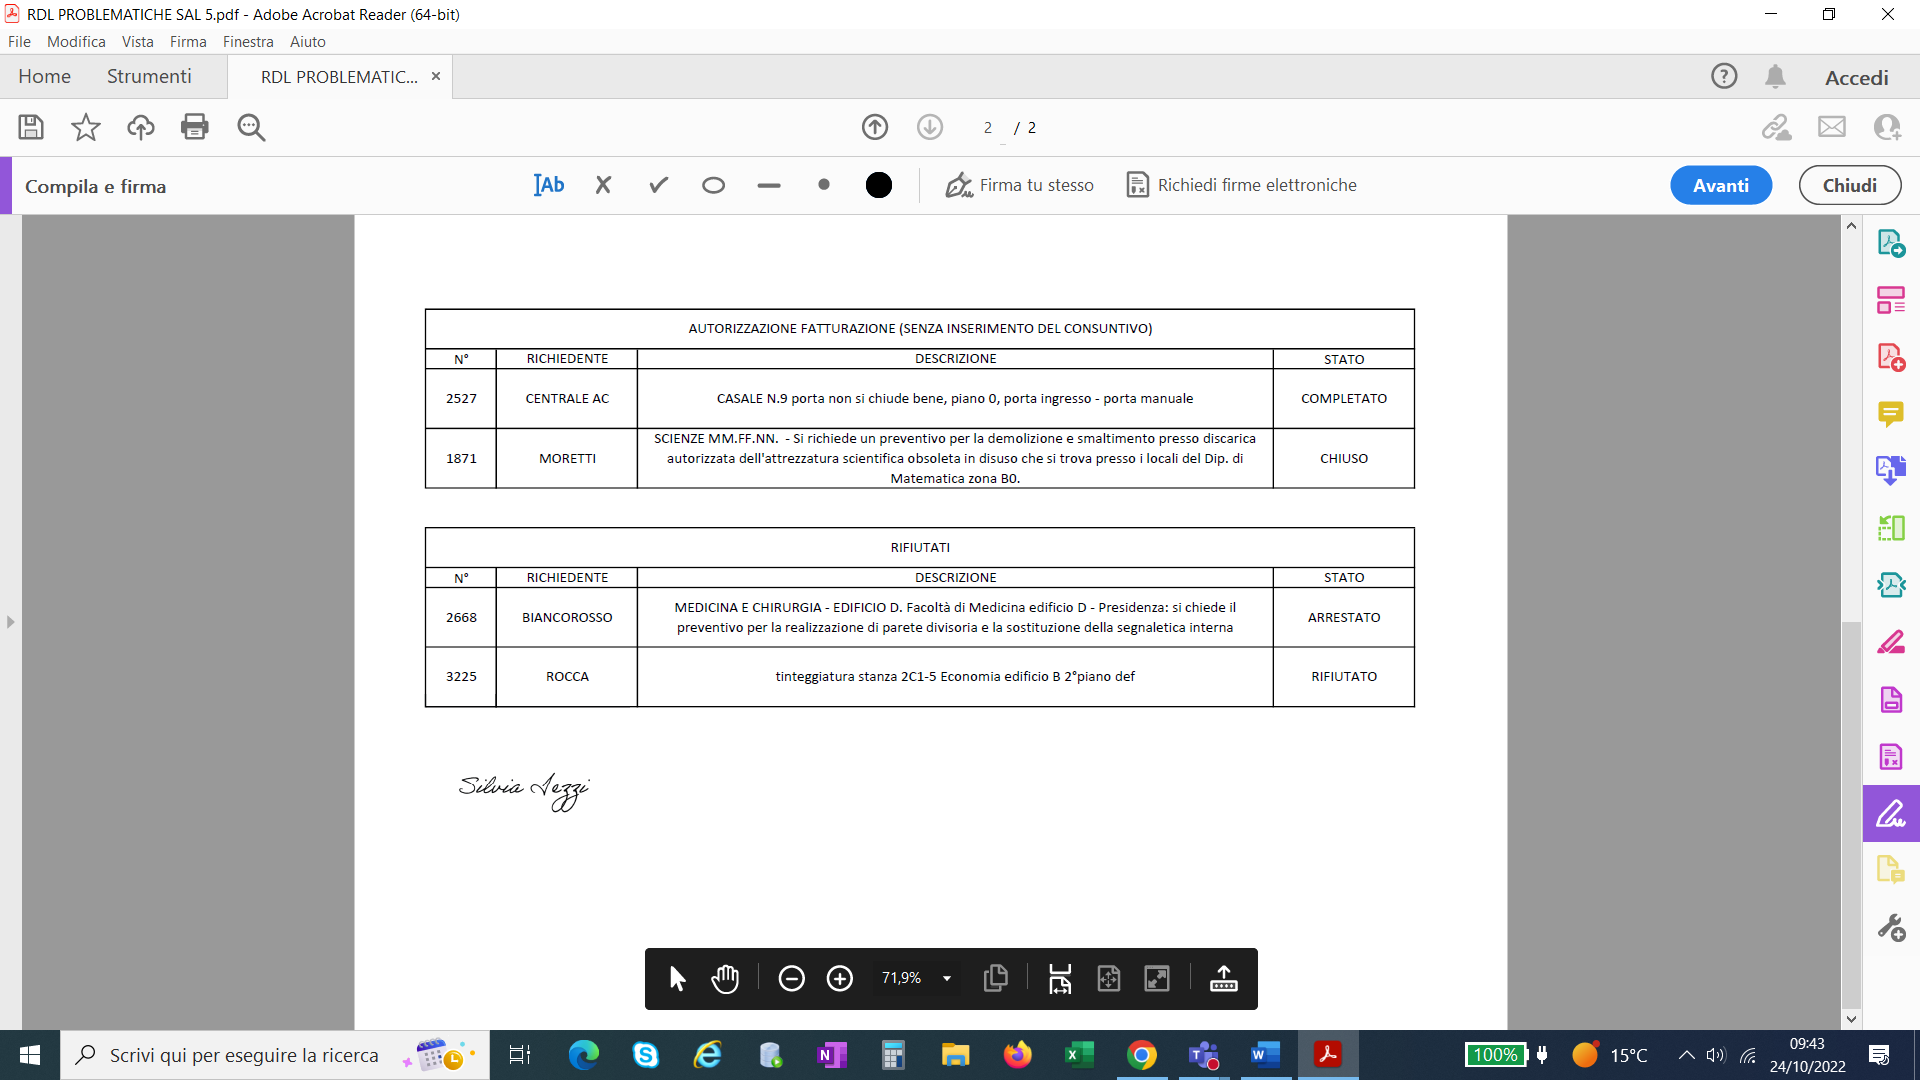 RDL PROBLEMATICHE SAL 5.pdf - Adobe Acrobat Reader (64-bit)
File Modifica Vista Firma Finestra Aiuto
Home Strumenti RDL PROBLEMATIC... × Accedi
2 / 2
Compila e firma IAb Firma tu stesso Richiedi firme elettroniche Avanti Chiudi
AUTORIZZAZIONE FATTURAZIONE (SENZA INSERIMENTO DEL CONSUNTIVO)
N° RICHIEDENTE DESCRIZIONE STATO
2527 CENTRALE AC CASALE N.9 porta non si chiude bene, piano 0, porta ingresso - porta manuale COMPLETATO
SCIENZE MM.FF.NN. - Si richiede un preventivo per la demolizione e smaltimento presso discarica
1871 MORETTI autorizzata dell'attrezzatura scientifica obsoleta in disuso che si trova presso i locali del Dip. di CHIUSO
Matematica zona B0.
RIFIUTATI
N° RICHIEDENTE DESCRIZIONE STATO
MEDICINA E CHIRURGIA - EDIFICIO D. Facoltà di Medicina edificio D - Presidenza: si chiede il
2668 BIANCOROSSO preventivo per la realizzazione di parete divisoria e la sostituzione della segnaletica interna ARRESTATO
3225 ROCCA tinteggiatura stanza 2C1-5 Economia edificio B 2°piano def RIFIUTATO
Silvia Iezzi
71,9%
Scrivi qui per eseguire la ricerca 100% 15°C 09:43
24/10/2022